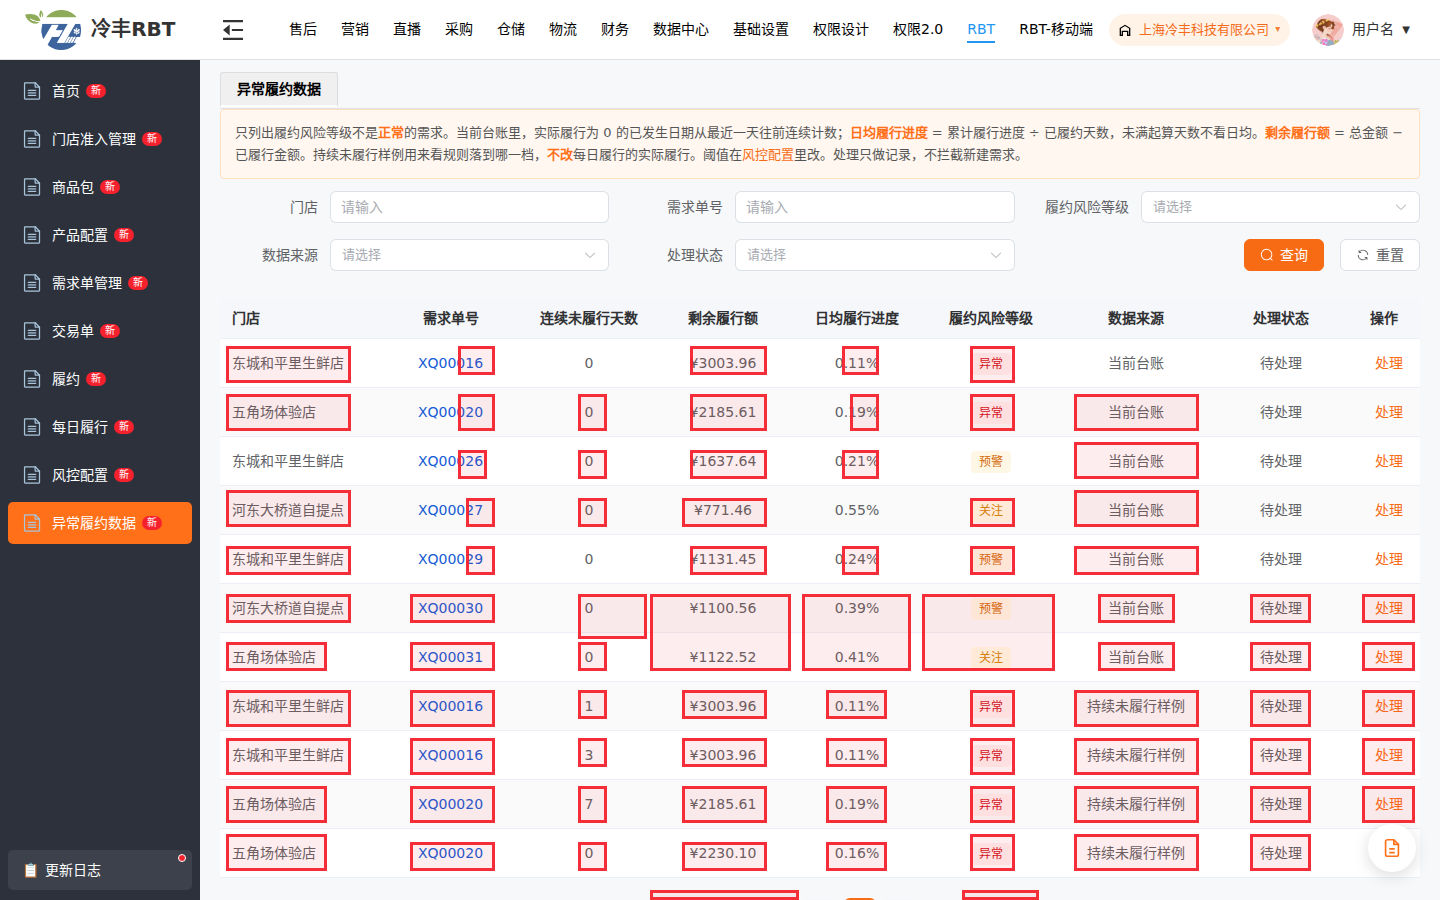 冷丰RBT
售后 营销 直播 采购 仓储 物流 财务 数据中心 基础设置 权限设计 权限2.0 RBT RBT-移动端 上海冷丰科技有限公司 ▾ 用户名 ▼
首页 新
门店准入管理 新
商品包 新
产品配置 新
需求单管理 新
交易单 新
履约 新
每日履行 新
风控配置 新
异常履约数据 新
更新日志
异常履约数据
只列出履约风险等级不是正常的需求。当前台账里，实际履行为 0 的已发生日期从最近一天往前连续计数；日均履行进度 = 累计履行进度 ÷ 已履约天数，未满起算天数不看日均。剩余履行额 = 总金额 −
已履行金额。持续未履行样例用来看规则落到哪一档，不改每日履行的实际履行。阈值在风控配置里改。处理只做记录，不拦截新建需求。
门店 请输入 需求单号 请输入 履约风险等级 请选择
数据来源 请选择 处理状态 请选择 查询 重置
门店 需求单号 连续未履行天数 剩余履行额 日均履行进度 履约风险等级 数据来源 处理状态 操作
东城和平里生鲜店 XQ00016 0 ¥3003.96 0.11% 异常 当前台账 待处理 处理
五角场体验店 XQ00020 0 ¥2185.61 0.19% 异常 当前台账 待处理 处理
东城和平里生鲜店 XQ00026 0 ¥1637.64 0.21% 预警 当前台账 待处理 处理
河东大桥道自提点 XQ00027 0 ¥771.46 0.55% 关注 当前台账 待处理 处理
东城和平里生鲜店 XQ00029 0 ¥1131.45 0.24% 预警 当前台账 待处理 处理
河东大桥道自提点 XQ00030 0 ¥1100.56 0.39% 预警 当前台账 待处理 处理
五角场体验店 XQ00031 0 ¥1122.52 0.41% 关注 当前台账 待处理 处理
东城和平里生鲜店 XQ00016 1 ¥3003.96 0.11% 异常 持续未履行样例 待处理 处理
东城和平里生鲜店 XQ00016 3 ¥3003.96 0.11% 异常 持续未履行样例 待处理 处理
五角场体验店 XQ00020 7 ¥2185.61 0.19% 异常 持续未履行样例 待处理 处理
五角场体验店 XQ00020 0 ¥2230.10 0.16% 异常 持续未履行样例 待处理